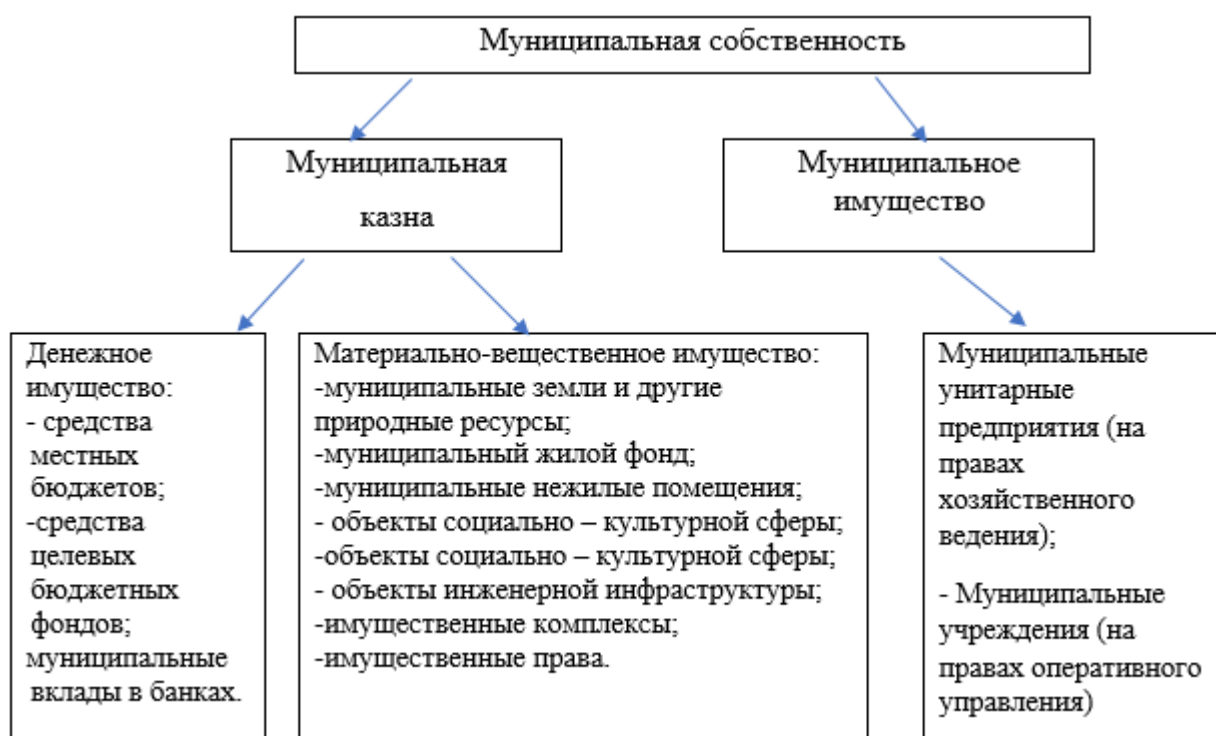 Муниципальная собственность
Муниципальная
казна
Муниципальное
имущество
Денежное
имущество:
- средства
местных
бюджетов;
-средства
целевых
бюджетных
фондов;
муниципальные
вклады в банках.
Материально-вещественное имущество:
-муниципальные земли и другие
природные ресурсы;
-муниципальный жилой фонд;
-муниципальные нежилые помещения;
- объекты социально – культурной сферы;
-объекты социально – культурной сферы;
- объекты инженерной инфраструктуры;
-имущественные комплексы;
-имущественные права.
Муниципальные
унитарные
предприятия (на
правах
хозяйственного
ведения);
- Муниципальные
учреждения (на
правах оперативного
управления)